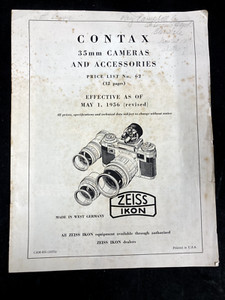 CONTAX
35mm CAMERAS
AND ACCESSORIES
PRICE LIST No. 62
(12 pages)
EFFECTIVE AS OF
MAY 1, 1956 (revised)
All prices, specifications and technical data subject to change without notice
ZEISS
IKON
MADE IN WEST GERMANY
All ZEISS IKON equipment available through authorized
ZEISS IKON dealers
Printed in U.S.A.